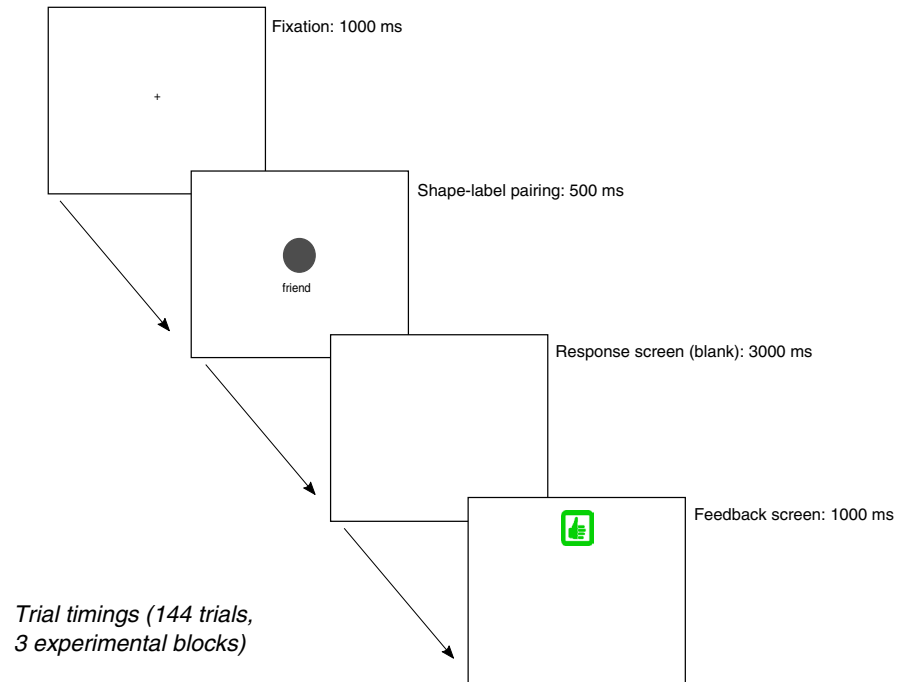 Fixation: 1000 ms
Shape-label pairing: 500 ms
friend
Response screen (blank): 3000 ms
Feedback screen: 1000 ms
Trial timings (144 trials,
3 experimental blocks)